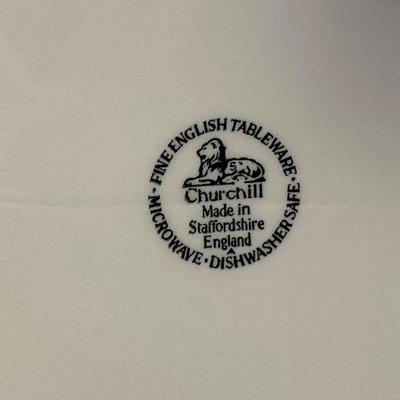 · FINE ENGLISH TABLEWARE ·
Churchill
Made in
Staffordshire
England
MICROWAVE · DISHWASHER SAFE